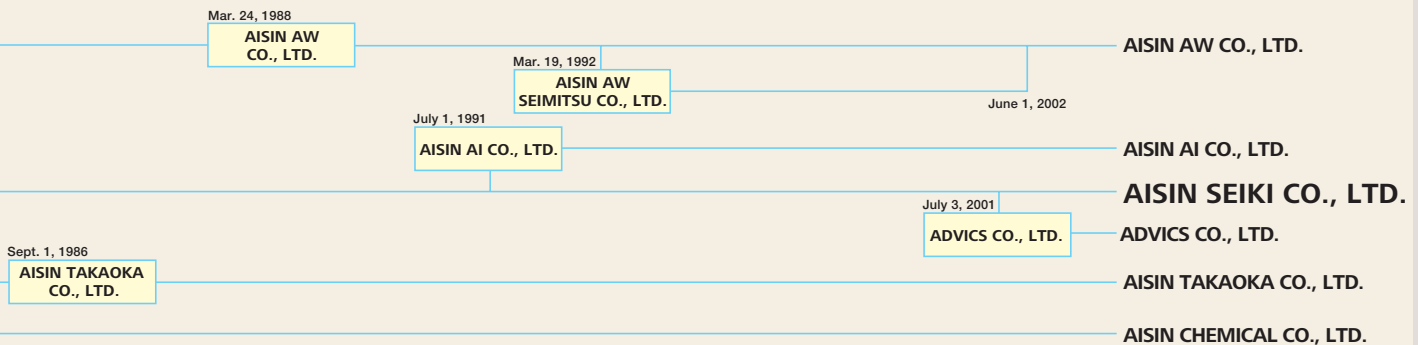 Mar. 24, 1988
AISIN AW
CO., LTD.
AISIN AW CO., LTD.
Mar. 19, 1992
AISIN AW
SEIMITSU CO., LTD.
June 1, 2002
July 1, 1991
AISIN AI CO., LTD.
AISIN AI CO., LTD.
AISIN SEIKI CO., LTD.
July 3, 2001
ADVICS CO., LTD.
ADVICS CO., LTD.
Sept. 1, 1986
AISIN TAKAOKA
CO., LTD.
AISIN TAKAOKA CO., LTD.
AISIN CHEMICAL CO., LTD.